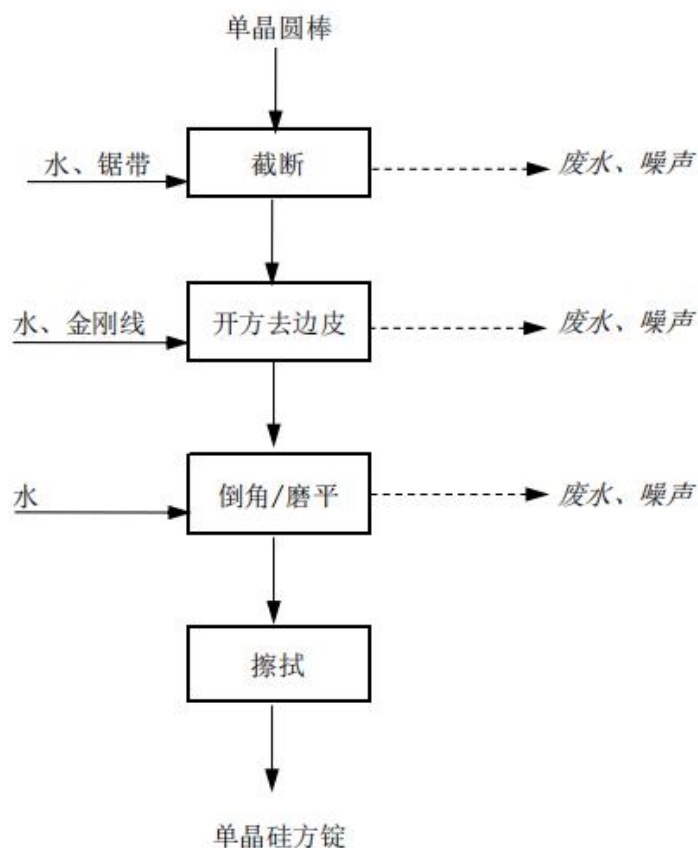 单晶圆棒
水、锯带
截断
废水、噪声
水、金刚线
开方去边皮
废水、噪声
水
倒角/磨平
废水、噪声
擦拭
单晶硅方锭